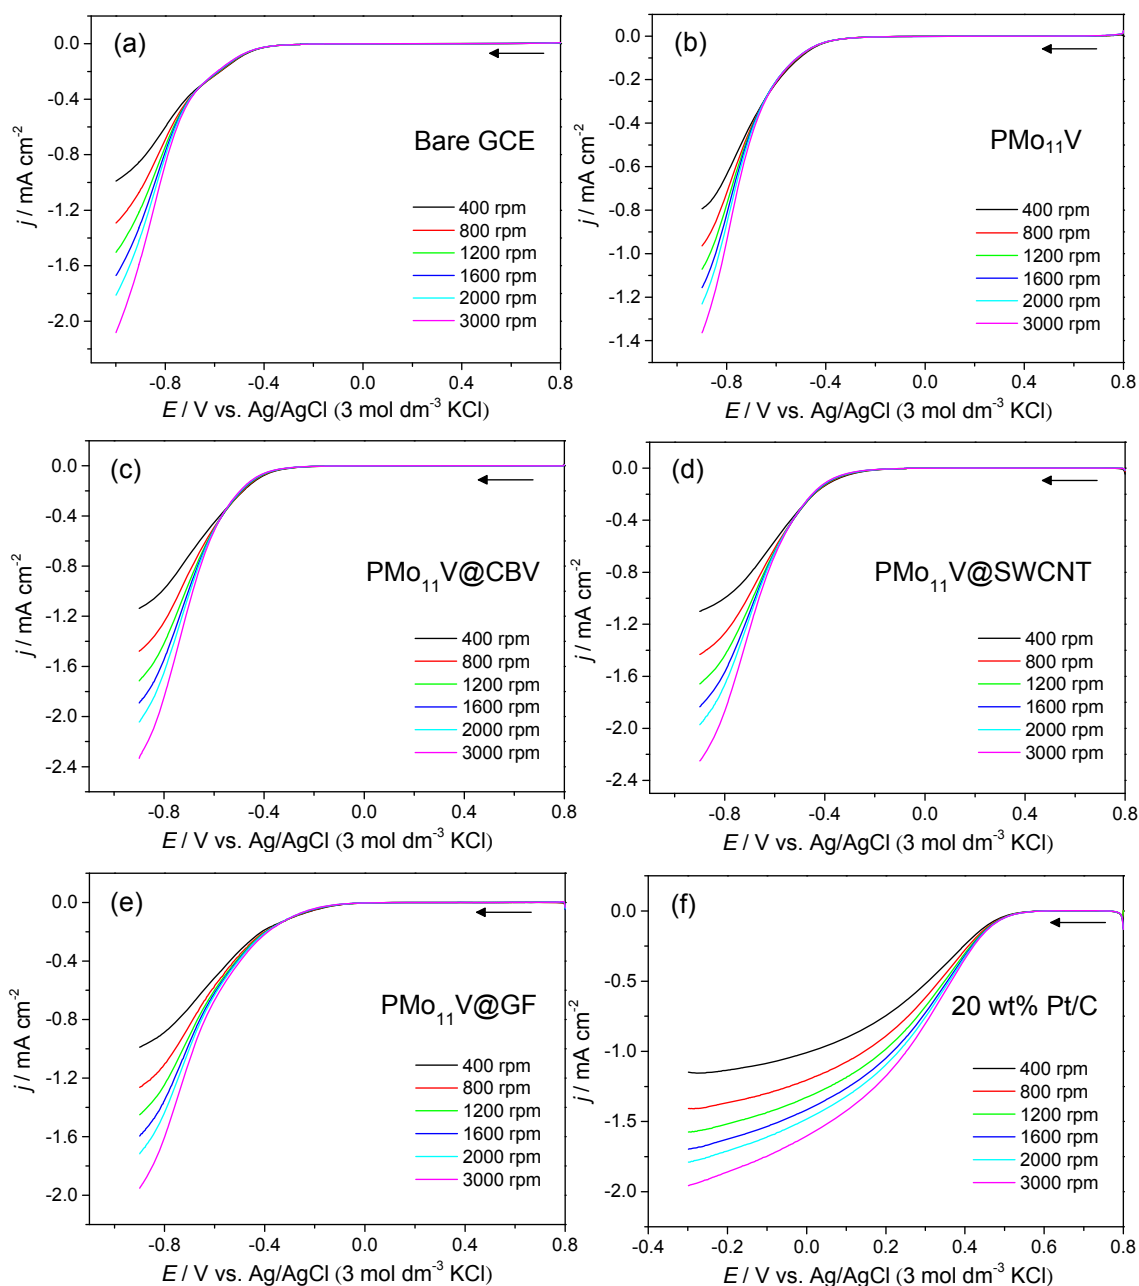 (a)
Bare GCE
0.0
-0.4
-0.8
-1.2
-1.6
-2.0
j / mA cm⁻²
400 rpm
800 rpm
1200 rpm
1600 rpm
2000 rpm
3000 rpm
-0.8 -0.4 0.0 0.4 0.8
E / V vs. Ag/AgCl (3 mol dm⁻³ KCl)
(b)
PMo₁₁V
0.0
-0.2
-0.4
-0.6
-0.8
-1.0
-1.2
-1.4
j / mA cm⁻²
400 rpm
800 rpm
1200 rpm
1600 rpm
2000 rpm
3000 rpm
-0.8 -0.4 0.0 0.4 0.8
E / V vs. Ag/AgCl (3 mol dm⁻³ KCl)
(c)
PMo₁₁V@CBV
0.0
-0.4
-0.8
-1.2
-1.6
-2.0
-2.4
j / mA cm⁻²
400 rpm
800 rpm
1200 rpm
1600 rpm
2000 rpm
3000 rpm
-0.8 -0.4 0.0 0.4 0.8
E / V vs. Ag/AgCl (3 mol dm⁻³ KCl)
(d)
PMo₁₁V@SWCNT
0.0
-0.4
-0.8
-1.2
-1.6
-2.0
-2.4
j / mA cm⁻²
400 rpm
800 rpm
1200 rpm
1600 rpm
2000 rpm
3000 rpm
-0.8 -0.4 0.0 0.4 0.8
E / V vs. Ag/AgCl (3 mol dm⁻³ KCl)
(e)
PMo₁₁V@GF
0.0
-0.4
-0.8
-1.2
-1.6
-2.0
j / mA cm⁻²
400 rpm
800 rpm
1200 rpm
1600 rpm
2000 rpm
3000 rpm
-0.8 -0.4 0.0 0.4 0.8
E / V vs. Ag/AgCl (3 mol dm⁻³ KCl)
(f)
20 wt% Pt/C
0.0
-0.5
-1.0
-1.5
-2.0
j / mA cm⁻²
400 rpm
800 rpm
1200 rpm
1600 rpm
2000 rpm
3000 rpm
-0.4 -0.2 0.0 0.2 0.4 0.6 0.8
E / V vs. Ag/AgCl (3 mol dm⁻³ KCl)